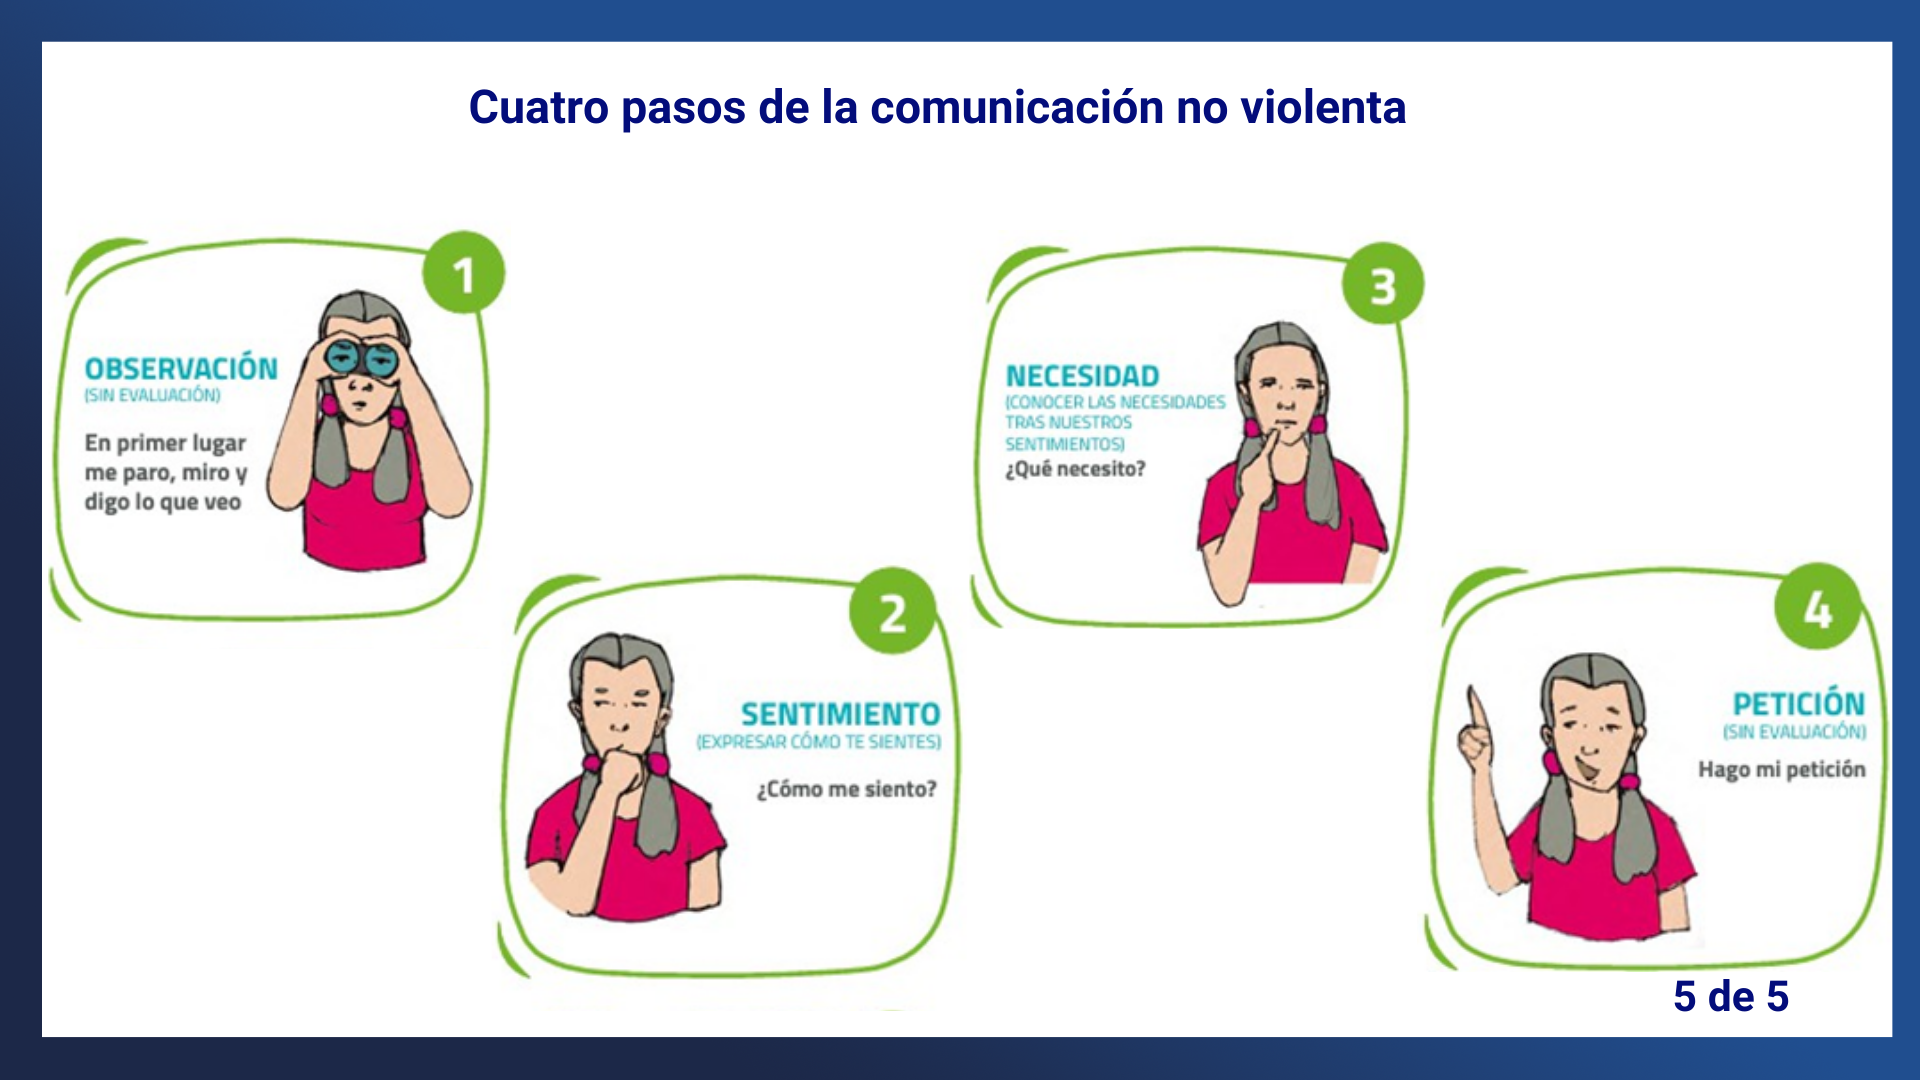 Cuatro pasos de la comunicación no violenta
1
OBSERVACIÓN
(SIN EVALUACIÓN)
En primer lugar
me paro, miro y
digo lo que veo
2
SENTIMIENTO
(EXPRESAR CÓMO TE SIENTES)
¿Cómo me siento?
3
NECESIDAD
(CONOCER LAS NECESIDADES
TRAS NUESTROS
SENTIMIENTOS)
¿Qué necesito?
4
PETICIÓN
(SIN EVALUACIÓN)
Hago mi petición
5 de 5